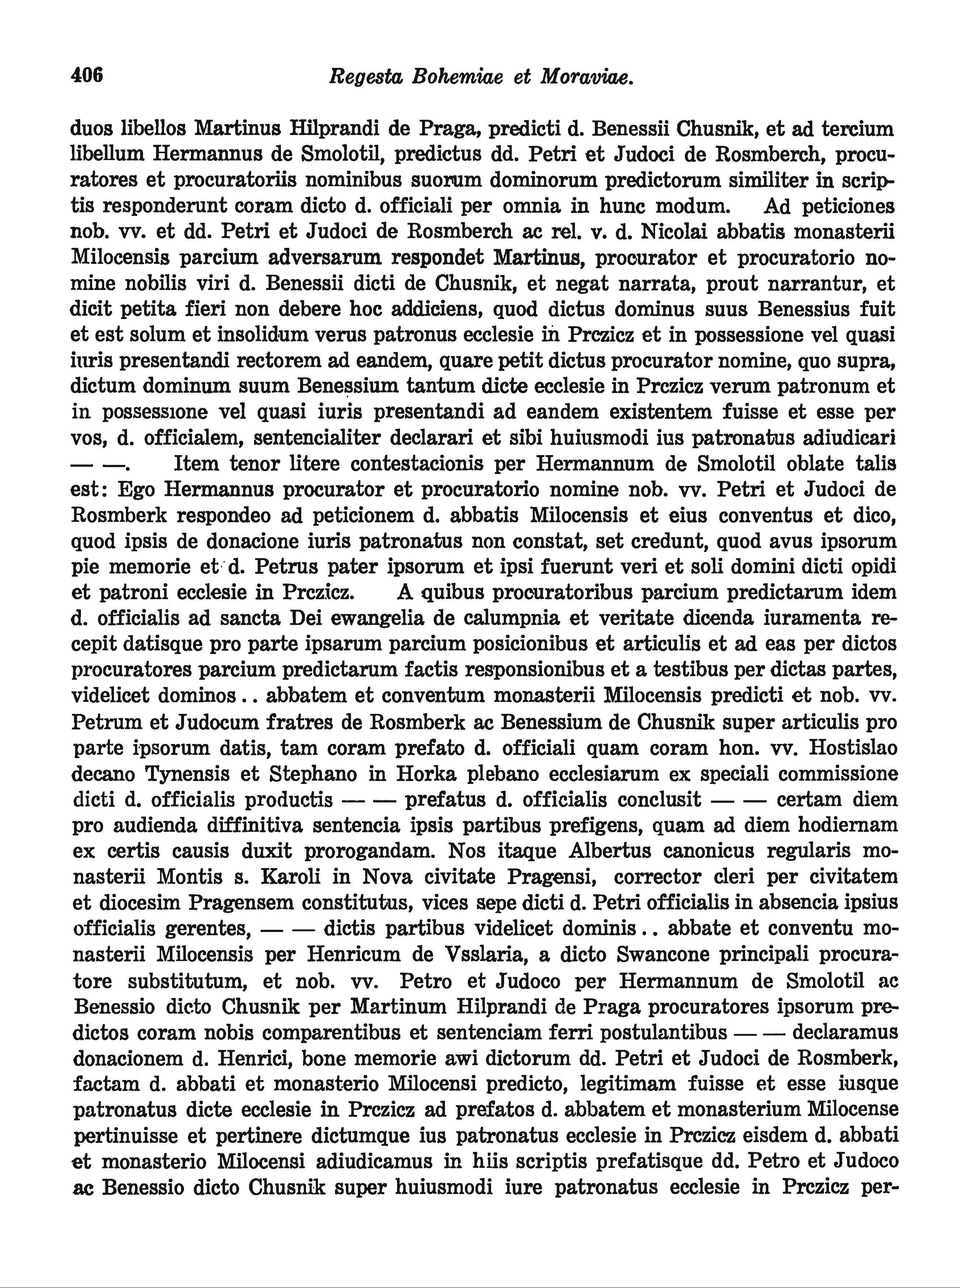 406 Regesta Bohemiae et Moraviae.
duos libellos Martinus Hilprandi de Praga, predicti d. Benessii Chusnik, et ad tercium
libellum Hermannus de Smolotil, predictus dd. Petri et Judoci de Rosmberch, procu-
ratores et procuratoriis nominibus suorum dominorum predictorum similiter in scrip-
tis responderunt coram dicto d. officiali per omnia in hunc modum. Ad peticiones
nob. vv. et dd. Petri et Judoci de Rosmberch ac rel. v. d. Nicolai abbatis monasterii
Milocensis parcium adversarum respondet Martinus, procurator et procuratorio no-
mine nobilis viri d. Benessii dicti de Chusnik, et negat narrata, prout narrantur, et
dicit petita fieri non debere hoc addiciens, quod dictus dominus suus Benessius fuit
et est solum et insolidum verus patronus ecclesie in Prczicz et in possessione vel quasi
iuris presentandi rectorem ad eandem, quare petit dictus procurator nomine, quo supra,
dictum dominum suum Benessium tantum dicte ecclesie in Prczicz verum patronum et
in possessione vel quasi iuris presentandi ad eandem existentem fuisse et esse per
vos, d. officialem, sentencialiter declarari et sibi huiusmodi ius patronatus adiudicari
— —. Item tenor litere contestacionis per Hermannum de Smolotil oblate talis
est: Ego Hermannus procurator et procuratorio nomine nob. vv. Petri et Judoci de
Rosmberk respondeo ad peticionem d. abbatis Milocensis et eius conventus et dico,
quod ipsis de donacione iuris patronatus non constat, set credunt, quod avus ipsorum
pie memorie et d. Petrus pater ipsorum et ipsi fuerunt veri et soli domini dicti opidi
et patroni ecclesie in Prczicz. A quibus procuratoribus parcium predictarum idem
d. officialis ad sancta Dei ewangelia de calumpnia et veritate dicenda iuramenta re-
cepit datisque pro parte ipsarum parcium posicionibus et articulis et ad eas per dictos
procuratores parcium predictarum factis responsionibus et a testibus per dictas partes,
videlicet dominos . . abbatem et conventum monasterii Milocensis predicti et nob. vv.
Petrum et Judocum fratres de Rosmberk ac Benessium de Chusnik super articulis pro
parte ipsorum datis, tam coram prefato d. officiali quam coram hon. vv. Hostislao
decano Tynensis et Stephano in Horka plebano ecclesiarum ex speciali commissione
dicti d. officialis productis — — prefatus d. officialis conclusit — — certam diem
pro audienda diffinitiva sentencia ipsis partibus prefigens, quam ad diem hodiernam
ex certis causis duxit prorogandam. Nos itaque Albertus canonicus regularis mo-
nasterii Montis s. Karoli in Nova civitate Pragensi, corrector cleri per civitatem
et diocesim Pragensem constitutus, vices sepe dicti d. Petri officialis in absencia ipsius
officialis gerentes, — — dictis partibus videlicet dominis . . abbate et conventu mo-
nasterii Milocensis per Henricum de Vsslaria, a dicto Swancone principali procura-
tore substitutum, et nob. vv. Petro et Judoco per Hermannum de Smolotil ac
Benessio dicto Chusnik per Martinum Hilprandi de Praga procuratores ipsorum pre-
dictos coram nobis comparentibus et sentenciam ferri postulantibus — — declaramus
donacionem d. Henrici, bone memorie awi dictorum dd. Petri et Judoci de Rosmberk,
factam d. abbati et monasterio Milocensi predicto, legitimam fuisse et esse iusque
patronatus dicte ecclesie in Prczicz ad prefatos d. abbatem et monasterium Milocense
pertinuisse et pertinere dictumque ius patronatus ecclesie in Prczicz eisdem d. abbati
et monasterio Milocensi adiudicamus in hiis scriptis prefatisque dd. Petro et Judoco
ac Benessio dicto Chusnik super huiusmodi iure patronatus ecclesie in Prczicz per-